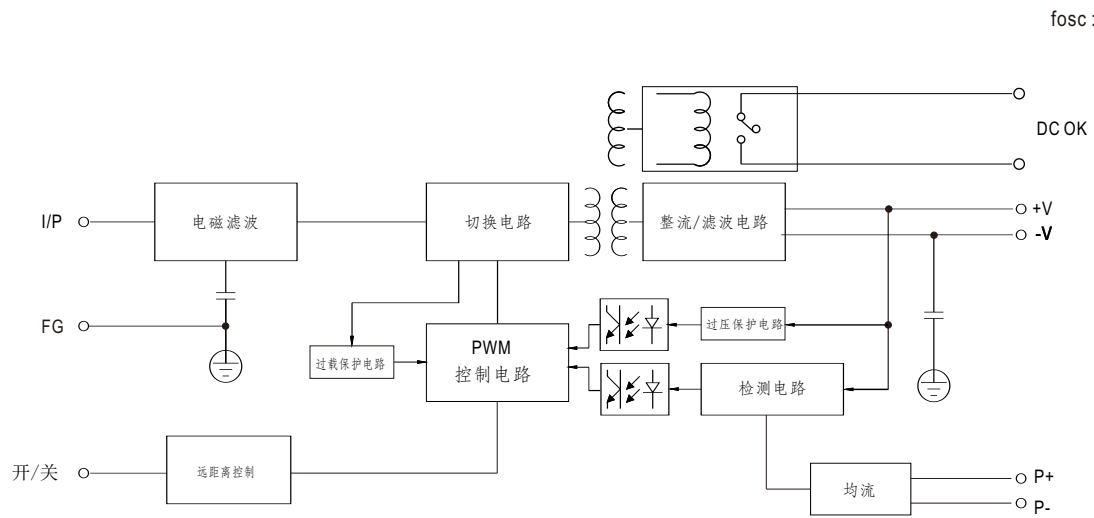 fosc :
DC OK
I/P
电磁滤波
切换电路
整流/滤波电路
+V
-V
FG
过载保护电路
PWM
控制电路
过压保护电路
检测电路
开/关
远距离控制
均流
P+
P-